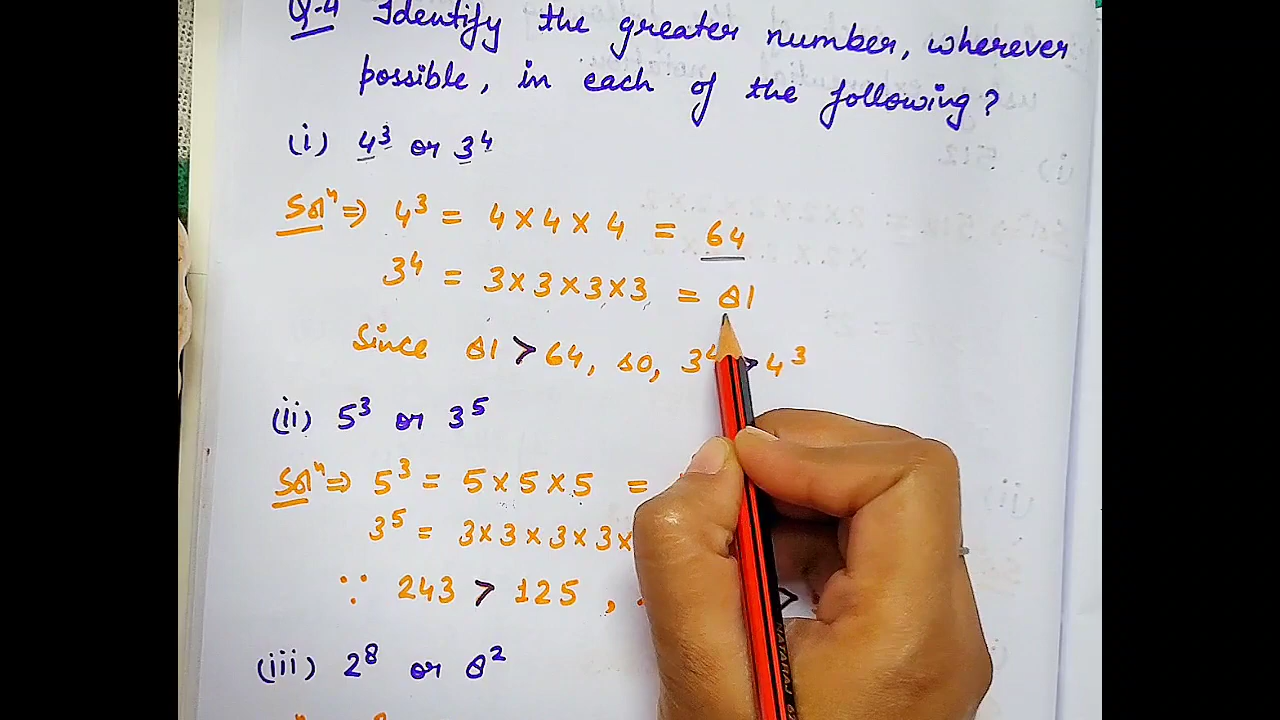 Q.4 Identify the greater number, wherever
possible, in each of the following?
(i) 4³ or 3⁴
Solⁿ⇒ 4³ = 4×4×4 = 64
3⁴ = 3×3×3×3 = 81
Since 81 > 64, so, 3⁴ > 4³
(ii) 5³ or 3⁵
Solⁿ⇒ 5³ = 5×5×5 =
3⁵ = 3×3×3×3×
∵ 243 > 125,
(iii) 2⁸ or 8²
NATARAJ